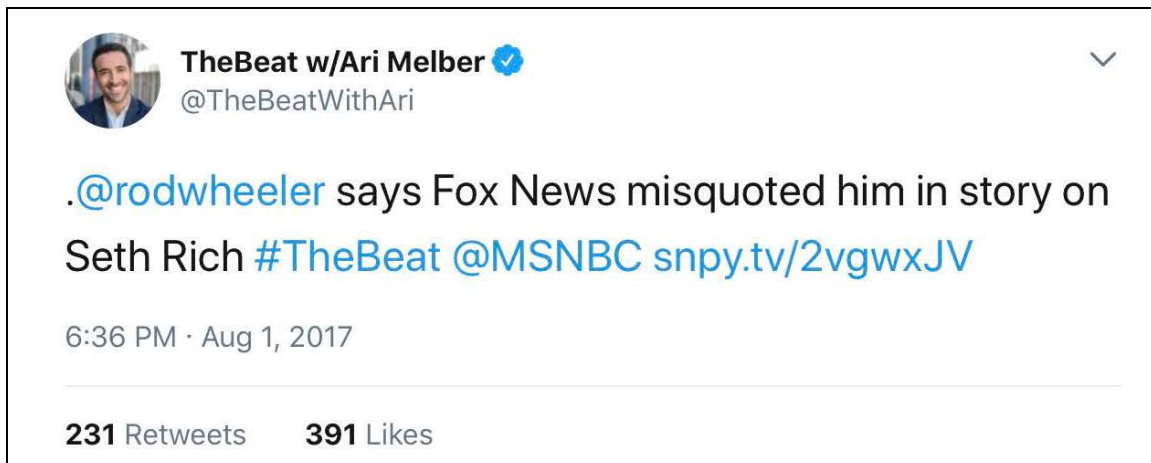 TheBeat w/Ari Melber
@TheBeatWithAri
.@rodwheeler says Fox News misquoted him in story on
Seth Rich #TheBeat @MSNBC snpy.tv/2vgwxJV
6:36 PM · Aug 1, 2017
231 Retweets 391 Likes